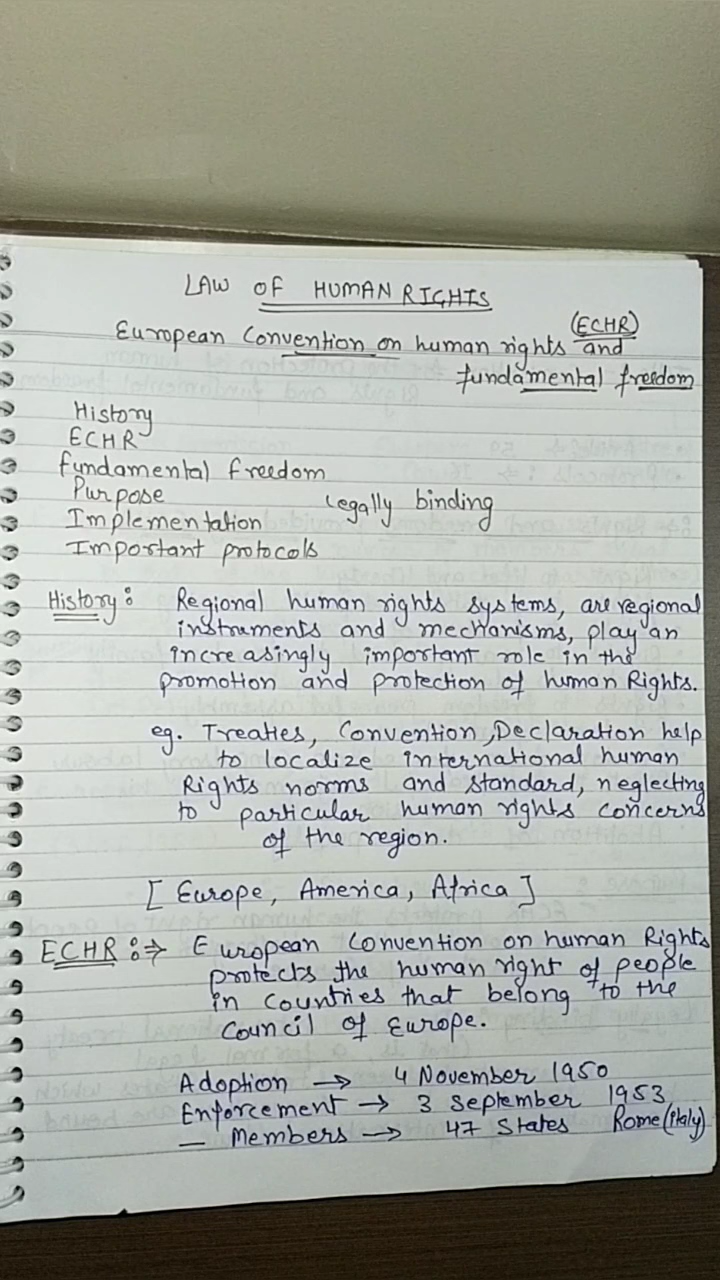 LAW OF HUMAN RIGHTS
(ECHR)
European Convention on human rights and
fundamental freedom
History
ECHR
fundamental freedom
Purpose
Legally binding
Implementation
Important protocols
History: Regional human rights systems, are regional
instruments and mechanisms, play an
increasingly important role in the
promotion and protection of human Rights.
eg. Treaties, Convention, Declaration help
to localize international human
Rights norms and standard, neglecting
to particular human rights concerns
of the region.
[Europe, America, Africa]
ECHR :⇒ European Convention on human Rights
protects the human right of people
in countries that belong to the
Council of Europe.
Adoption → 4 November 1950
Enforcement → 3 September 1953
— Members → 47 States Rome (Italy)